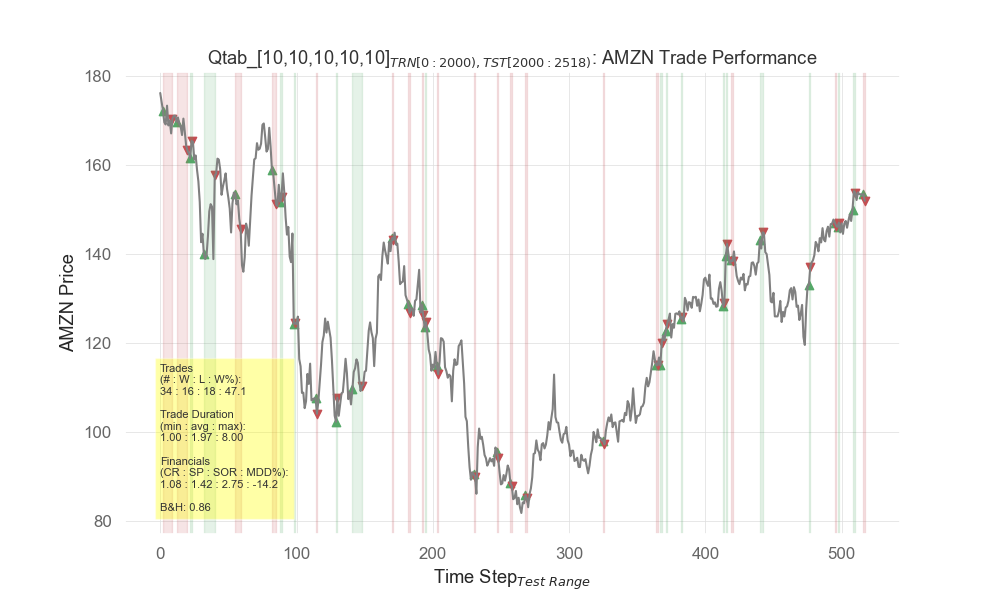 Qtab_[10,10,10,10,10]TRN[0 : 2000), TST[2000 : 2518): AMZN Trade Performance
180
160
140
120
100
80
AMZN Price
Trades
(# : W : L : W%):
34 : 16 : 18 : 47.1
Trade Duration
(min : avg : max):
1.00 : 1.97 : 8.00
Financials
(CR : SP : SOR : MDD%):
1.08 : 1.42 : 2.75 : -14.2
B&H: 0.86
0 100 200 300 400 500
Time StepTest Range